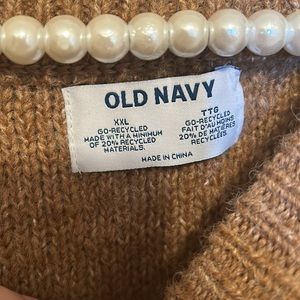 OLD NAVY
XXL
GO-RECYCLED
MADE WITH A MINIMUM
OF 20% RECYCLED
MATERIALS.
TTG
GO-RECYCLED
FAIT D'AU MOINS
20% DE MATIÈRES
RECYCLÉES.
MADE IN CHINA